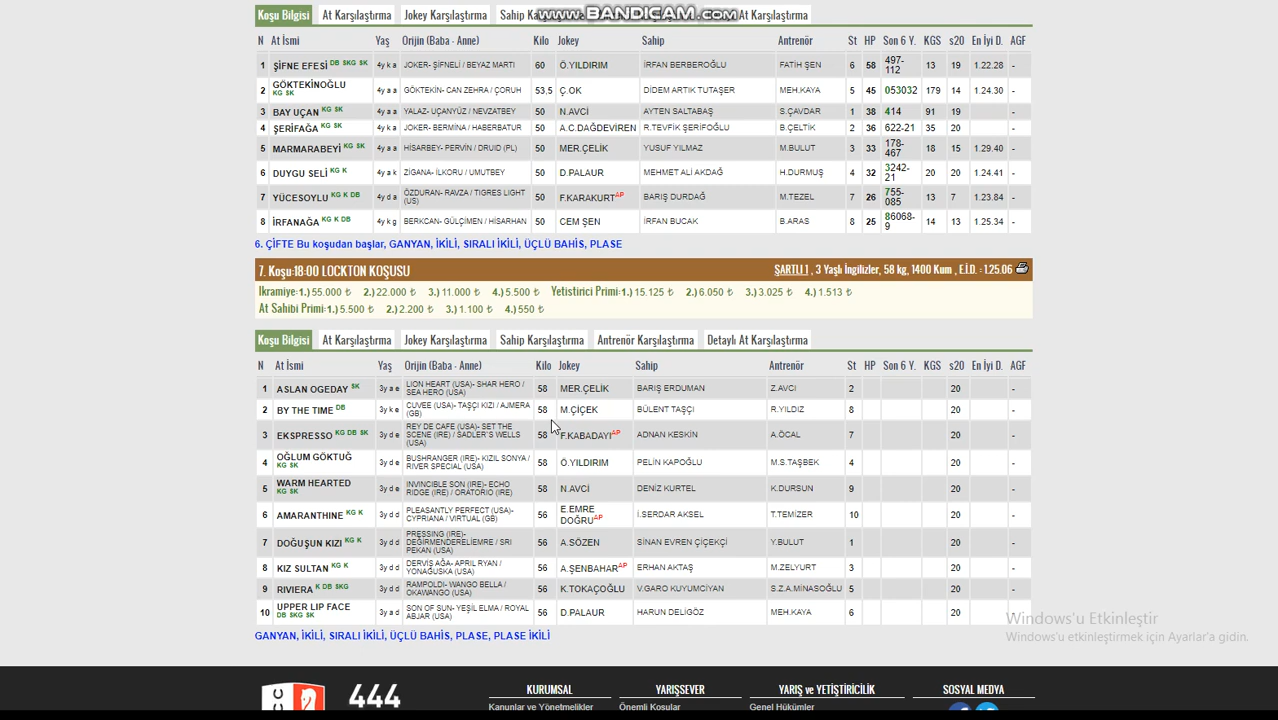 www.BANDICAM.com
Koşu Bilgisi At Karşılaştırma Jokey Karşılaştırma Sahip Karşılaştırma At Karşılaştırma
N At İsmi Yaş Orijin (Baba - Anne) Kilo Jokey Sahip Antrenör St HP Son 6 Y. KGS s20 En İyi D. AGF
1 ŞİFNE EFESİ DB SKG SK 4y k a JOKER- ŞİFNELİ / BEYAZ MARTI 60 Ö.YILDIRIM İRFAN BERBEROĞLU FATİH ŞEN 6 58 497-112 13 19 1.22.28 -
2 GÖKTEKİNOĞLU KG SK 4y a a GÖKTEKİN- CAN ZEHRA / ÇORUH 53,5 Ç.OK DİDEM ARTIK TUTAŞER MEH.KAYA 5 45 053032 179 14 1.24.30 -
3 BAY UÇAN KG SK 4y a a YALAZ- UÇANYÜZ / NEVZATBEY 50 N.AVCİ AYTEN SALTABAŞ S.ÇAVDAR 1 38 414 91 19 -
4 ŞERİFAĞA KG SK 4y k a JOKER- BERMİNA / HABERBATUR 50 A.C.DAĞDEVİREN R.TEVFİK ŞERİFOĞLU B.ÇELTİK 2 36 622-21 35 20 -
5 MARMARABEYİ KG SK 4y a a HİSARBEY- PERVİN / DRUID (PL) 50 MER.ÇELİK YUSUF YILMAZ M.BULUT 3 33 178-467 18 15 1.29.40 -
6 DUYGU SELİ KG K 4y a k ZİGANA- İLKORU / UMUTBEY 50 D.PALAUR MEHMET ALİ AKDAĞ H.DURMUŞ 4 32 3242-21 20 20 1.24.41 -
7 YÜCESOYLU KG K DB 4y d a ÖZDURAN- RAVZA / TIGRES LIGHT (US) 50 F.KARAKURT AP BARIŞ DURDAĞ M.TEZEL 7 26 755-085 13 7 1.23.84 -
8 İRFANAĞA KG K DB 4y k g BERKCAN- GÜLÇİMEN / HİSARHAN 50 CEM ŞEN İRFAN BUCAK B.ARAS 8 25 86068-9 14 13 1.25.34 -
6. ÇİFTE Bu koşudan başlar, GANYAN, İKİLİ, SIRALI İKİLİ, ÜÇLÜ BAHİS, PLASE
7. Koşu:18:00 LOCKTON KOŞUSU ŞARTLI 1 , 3 Yaşlı İngilizler, 58 kg, 1400 Kum , E.İ.D. : 1.25.06
Ikramiye:1.) 55.000 ₺ 2.) 22.000 ₺ 3.) 11.000 ₺ 4.) 5.500 ₺ Yetistirici Primi:1.) 15.125 ₺ 2.) 6.050 ₺ 3.) 3.025 ₺ 4.) 1.513 ₺
At Sahibi Primi:1.) 5.500 ₺ 2.) 2.200 ₺ 3.) 1.100 ₺ 4.) 550 ₺
Koşu Bilgisi At Karşılaştırma Jokey Karşılaştırma Sahip Karşılaştırma Antrenör Karşılaştırma Detaylı At Karşılaştırma
N At İsmi Yaş Orijin (Baba - Anne) Kilo Jokey Sahip Antrenör St HP Son 6 Y. KGS s20 En İyi D. AGF
1 ASLAN OGEDAY SK 3y a e LION HEART (USA)- SHAR HERO / SEA HERO (USA) 58 MER.ÇELİK BARIŞ ERDUMAN Z.AVCI 2 20 -
2 BY THE TIME DB 3y k e CUVEE (USA)- TAŞÇI KIZI / AJMERA (GB) 58 M.ÇİÇEK BÜLENT TAŞÇI R.YILDIZ 8 20 -
3 EKSPRESSO KG DB SK 3y d e REY DE CAFE (USA)- SET THE SCENE (IRE) / SADLER'S WELLS (USA) 58 F.KABADAYI AP ADNAN KESKİN A.ÖCAL 7 20 -
4 OĞLUM GÖKTUĞ KG SK 3y d e BUSHRANGER (IRE)- KIZIL SONYA / RIVER SPECIAL (USA) 58 Ö.YILDIRIM PELİN KAPOĞLU M.S.TAŞBEK 4 20 -
5 WARM HEARTED KG SK 3y d e INVINCIBLE SON (IRE)- ECHO RIDGE (IRE) / ORATORIO (IRE) 58 N.AVCİ DENİZ KURTEL K.DURSUN 9 20 -
6 AMARANTHINE KG K 3y d d PLEASANTLY PERFECT (USA)- CYPRIANA / VIRTUAL (GB) 56 E.EMRE DOĞRU AP İ.SERDAR AKSEL T.TEMİZER 10 20 -
7 DOĞUŞUN KIZI KG K 3y d d PRESSING (IRE)- DEĞİRMENDERELİEMRE / SRI PEKAN (USA) 56 A.SÖZEN SİNAN EVREN ÇİÇEKÇİ Y.BULUT 1 20 -
8 KIZ SULTAN KG K 3y d d DERVİŞ AĞA- APRIL RYAN / YONAGUSKA (USA) 56 A.ŞENBAHAR AP ERHAN AKTAŞ M.ZELYURT 3 20 -
9 RIVIERA K DB SKG 3y d d RAMPOLDI- WANGO BELLA / OKAWANGO (USA) 56 K.TOKAÇOĞLU V.GARO KUYUMCİYAN S.Z.A.MİNASOĞLU 5 20 -
10 UPPER LIP FACE DB SKG SK 3y a d SON OF SUN- YEŞİL ELMA / ROYAL ABJAR (USA) 56 D.PALAUR HARUN DELİGÖZ MEH.KAYA 6 20 -
GANYAN, İKİLİ, SIRALI İKİLİ, ÜÇLÜ BAHİS, PLASE, PLASE İKİLİ
Windows'u Etkinleştir
Windows'u etkinleştirmek için Ayarlar'a gidin.
444 KURUMSAL YARIŞSEVER YARIŞ ve YETİŞTİRİCİLİK SOSYAL MEDYA
Kanunlar ve Yönetmelikler Önemli Koşular Genel Hükümler